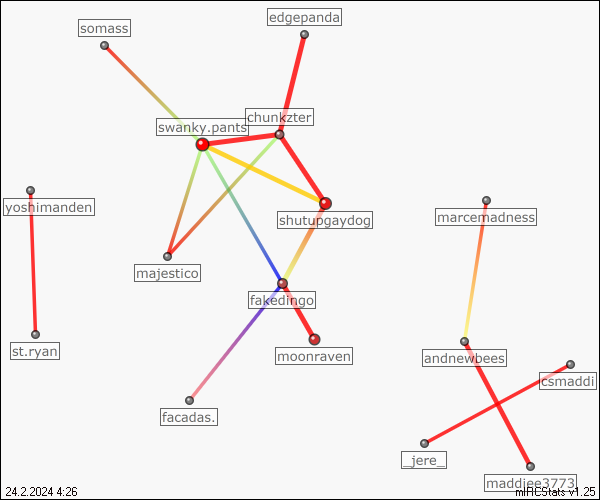 edgepanda
somass
chunkzter
swanky.pants
yoshimanden
marcemadness
shutupgaydog
majestico
fakedingo
st.ryan
moonraven
andnewbees
csmaddi
facadas.
_jere_
maddiee3773
24.2.2024 4:26
mIRCStats v1.25